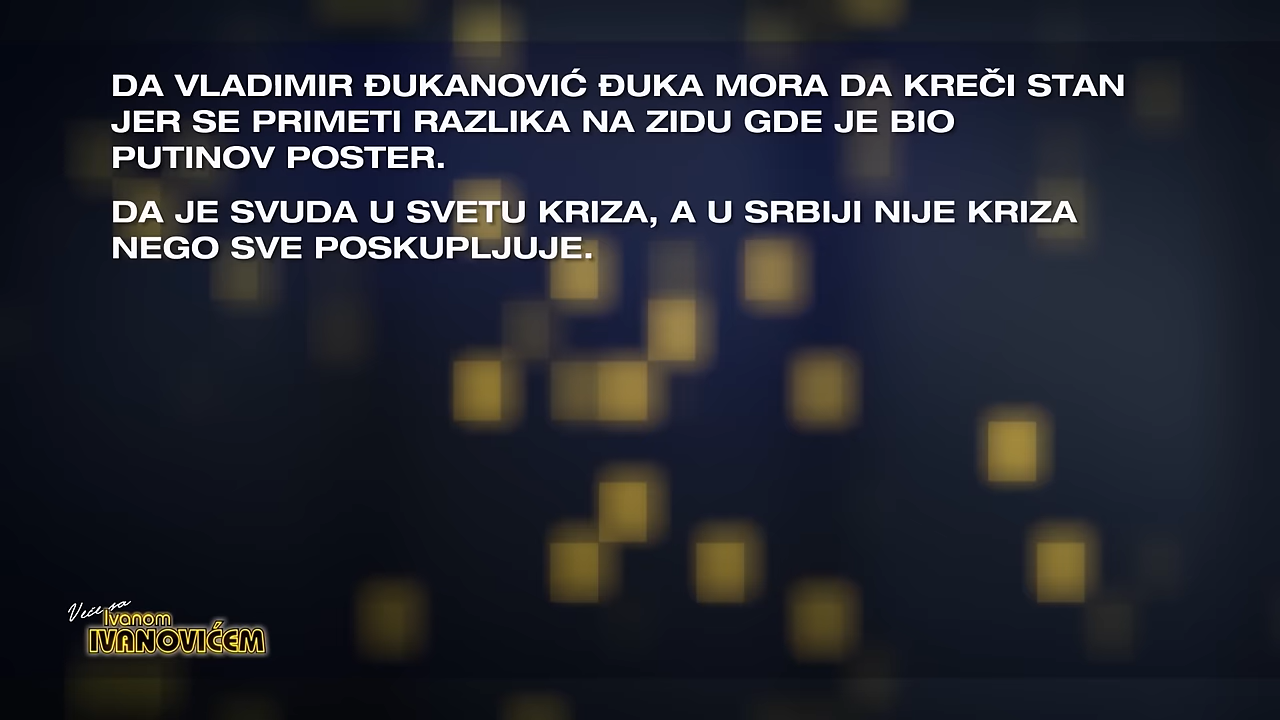 DA VLADIMIR ĐUKANOVIĆ ĐUKA MORA DA KREČI STAN
JER SE PRIMETI RAZLIKA NA ZIDU GDE JE BIO
PUTINOV POSTER.
DA JE SVUDA U SVETU KRIZA, A U SRBIJI NIJE KRIZA
NEGO SVE POSKUPLJUJE.
Veče sa
Ivanom
IVANOVIĆEM